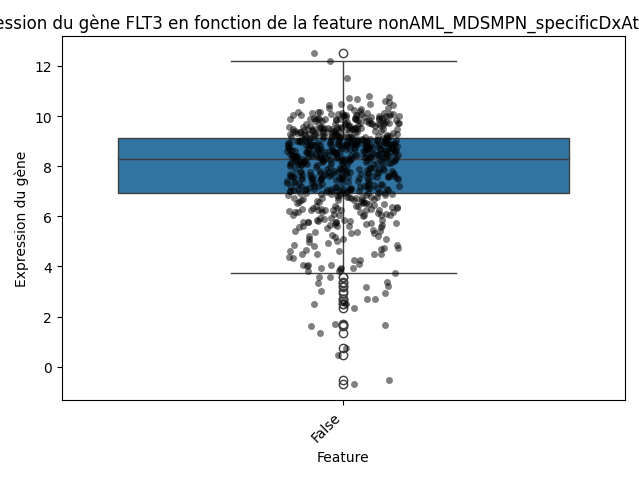 ession du gène FLT3 en fonction de la feature nonAML_MDSMPN_specificDxAt
12
10
8
6
4
2
0
Expression du gène
False
Feature